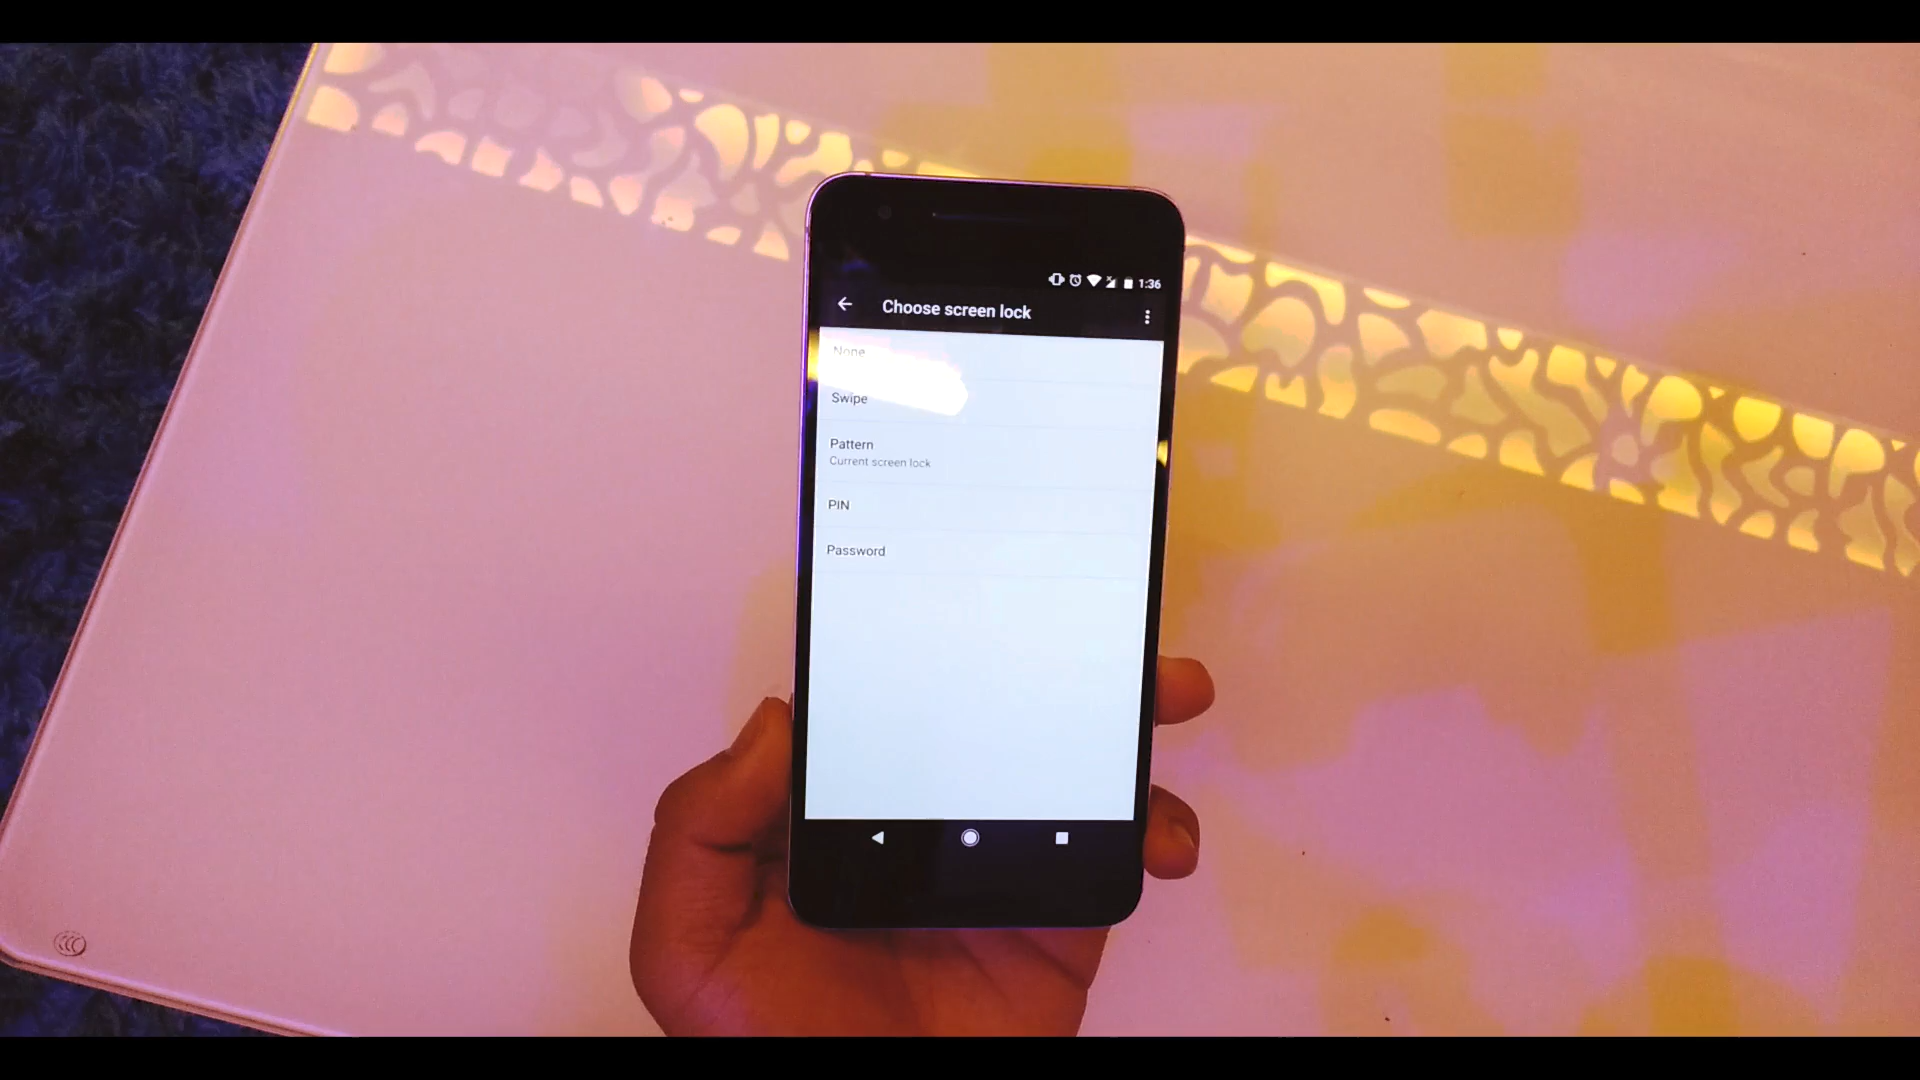 1:36
Choose screen lock
None
Swipe
Pattern
Current screen lock
PIN
Password